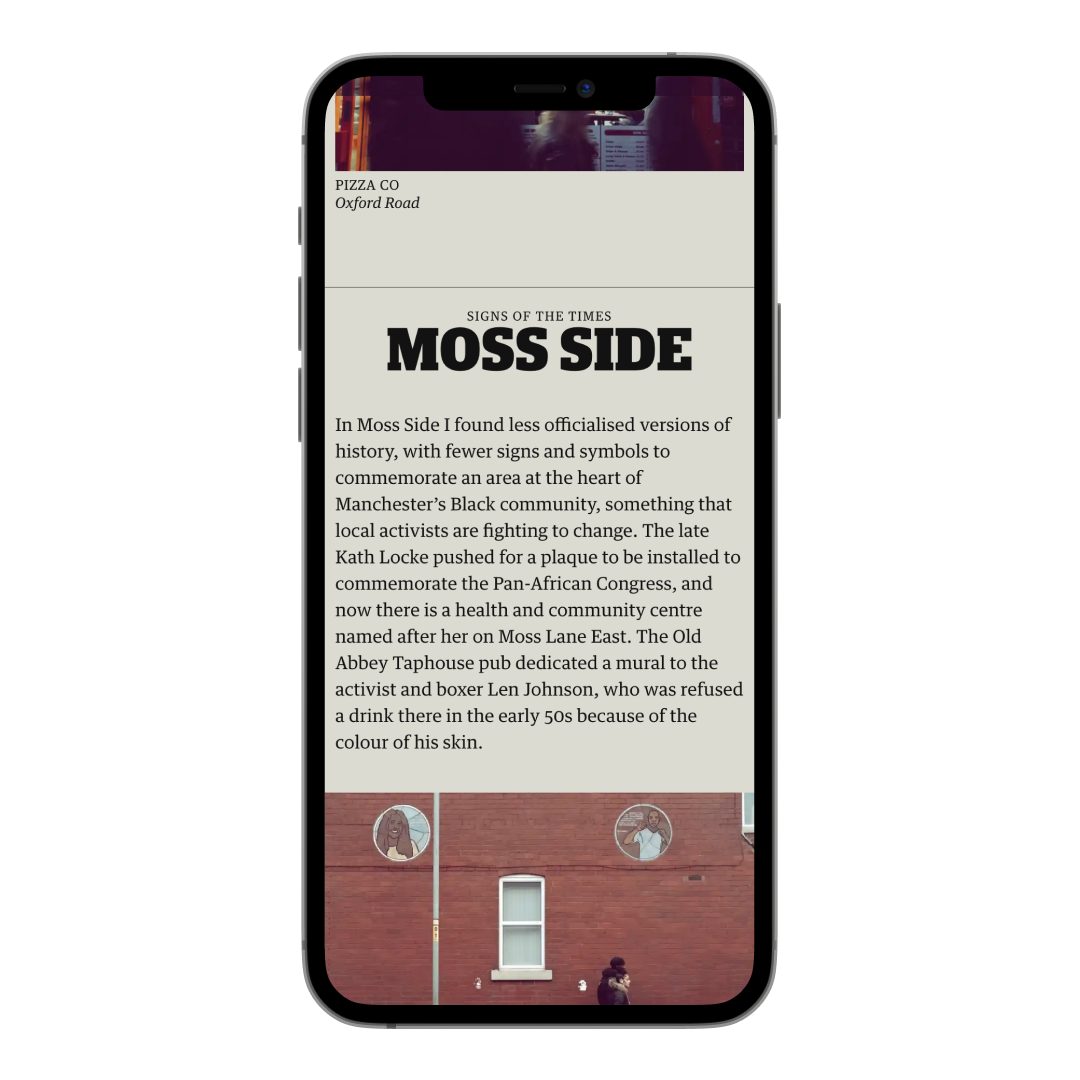 PIZZA CO
Oxford Road
SIGNS OF THE TIMES
MOSS SIDE
In Moss Side I found less officialised versions of
history, with fewer signs and symbols to
commemorate an area at the heart of
Manchester’s Black community, something that
local activists are fighting to change. The late
Kath Locke pushed for a plaque to be installed to
commemorate the Pan-African Congress, and
now there is a health and community centre
named after her on Moss Lane East. The Old
Abbey Taphouse pub dedicated a mural to the
activist and boxer Len Johnson, who was refused
a drink there in the early 50s because of the
colour of his skin.